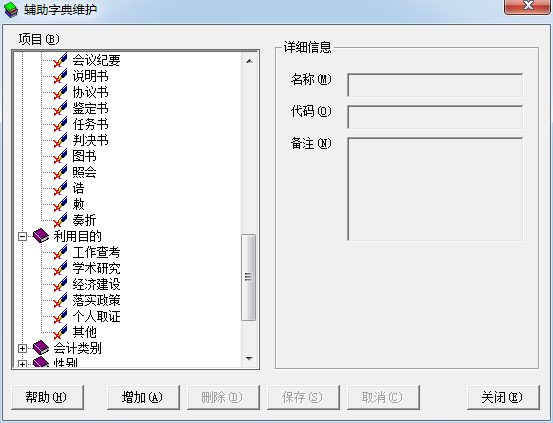 辅助字典维护
项目(B)
会议纪要
说明书
协议书
鉴定书
任务书
判决书
图书
照会
诰
敕
奏折
利用目的
工作查考
学术研究
经济建设
落实政策
个人取证
其他
会计类别
性别
详细信息
名称(M)
代码(O)
备注(N)
帮助(H)
增加(A)
删除(D)
保存(S)
取消(C)
关闭(E)